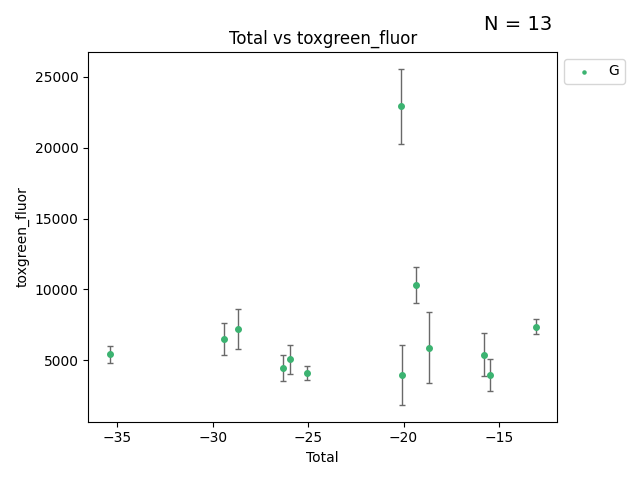 N = 13
Total vs toxgreen_fluor
G
toxgreen_fluor
25000
20000
15000
10000
5000
−35
−30
−25
−20
−15
Total